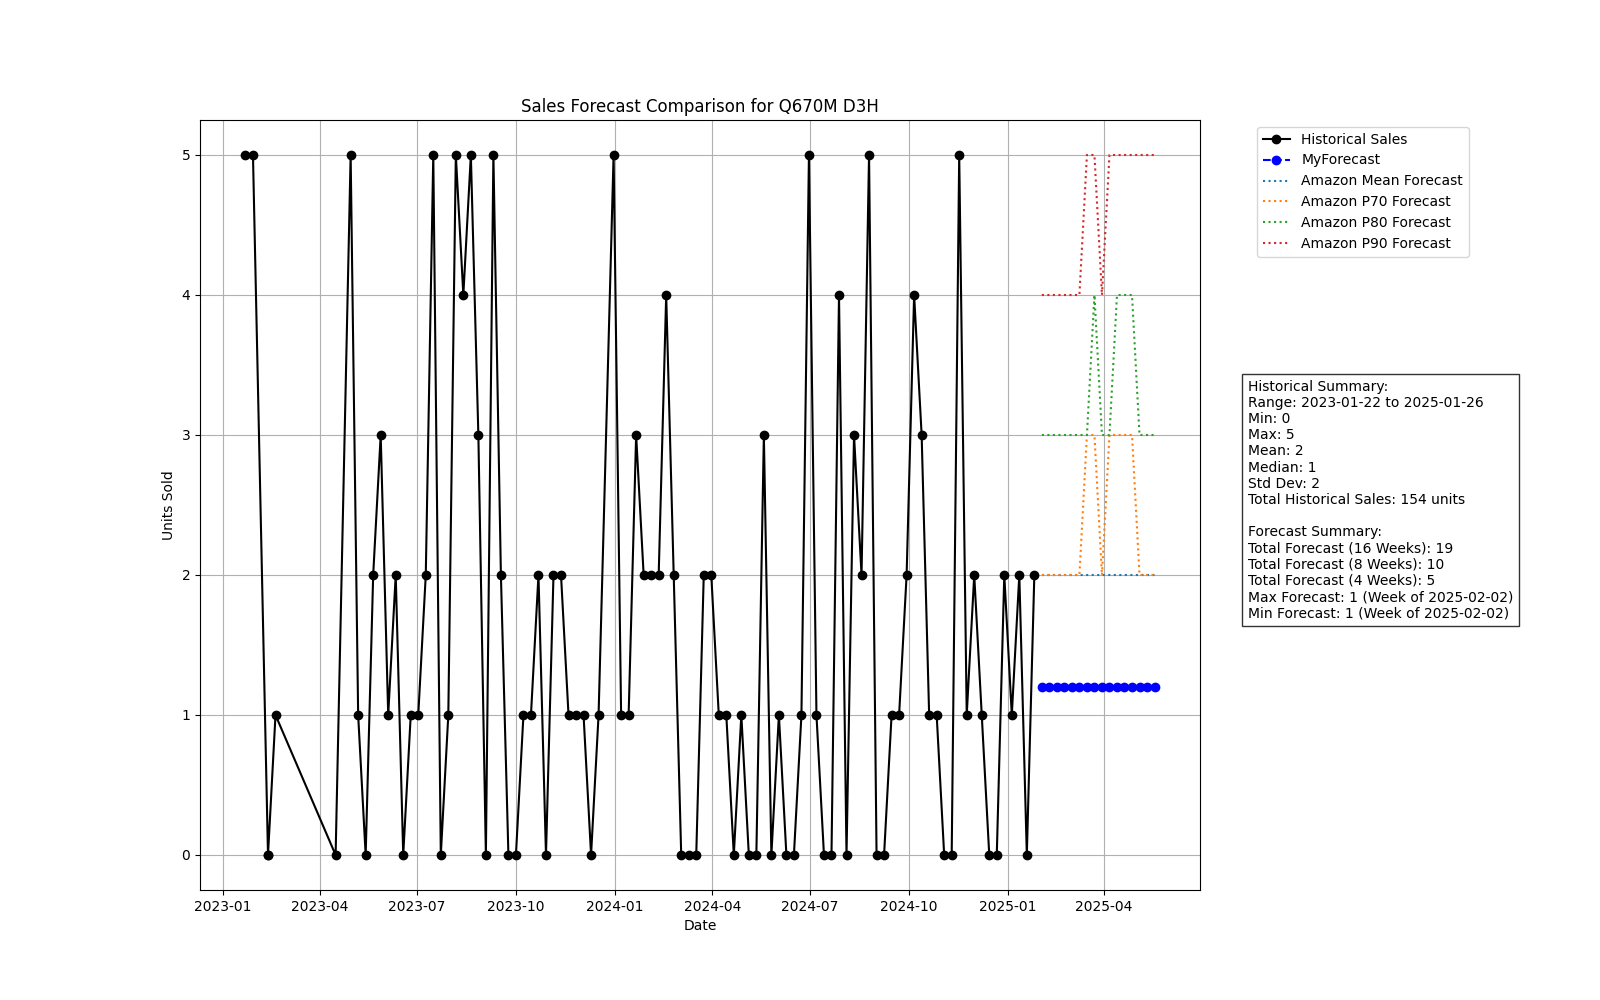 Sales Forecast Comparison for Q670M D3H
Historical Sales
MyForecast
Amazon Mean Forecast
Amazon P70 Forecast
Amazon P80 Forecast
Amazon P90 Forecast
5
4
3
2
1
0
Units Sold
2023-01
2023-04
2023-07
2023-10
2024-01
2024-04
2024-07
2024-10
2025-01
2025-04
Date
Historical Summary:
Range: 2023-01-22 to 2025-01-26
Min: 0
Max: 5
Mean: 2
Median: 1
Std Dev: 2
Total Historical Sales: 154 units
Forecast Summary:
Total Forecast (16 Weeks): 19
Total Forecast (8 Weeks): 10
Total Forecast (4 Weeks): 5
Max Forecast: 1 (Week of 2025-02-02)
Min Forecast: 1 (Week of 2025-02-02)